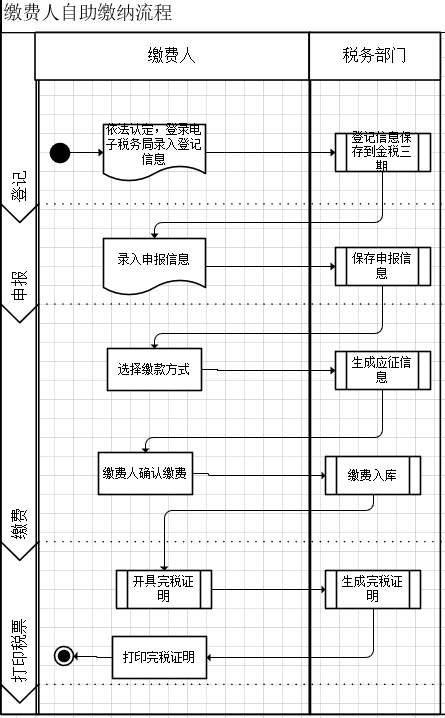 缴费人自助缴纳流程
缴费人
税务部门
登记
依法认定，登录电
子税务局录入登记
信息
登记信息保
存到金税三
期
申报
录入申报信息
保存申报信
息
缴费
选择缴款方式
生成应征信
息
缴费人确认缴费
缴费入库
打印税票
开具完税证
明
生成完税证
明
打印完税证明